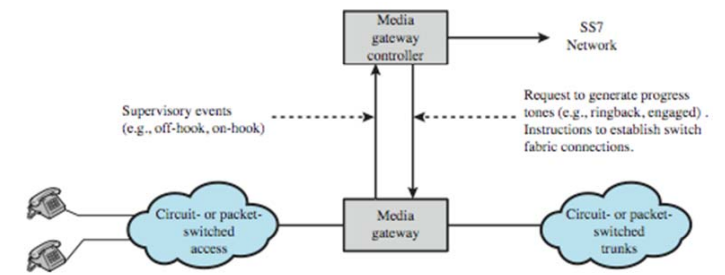 Media
gateway
controller
SS7
Network
Supervisory events
(e.g., off-hook, on-hook)
Request to generate progress
tones (e.g., ringback, engaged) .
Instructions to establish switch
fabric connections.
Circuit- or packet-
switched
access
Media
gateway
Circuit- or packet-
switched
trunks